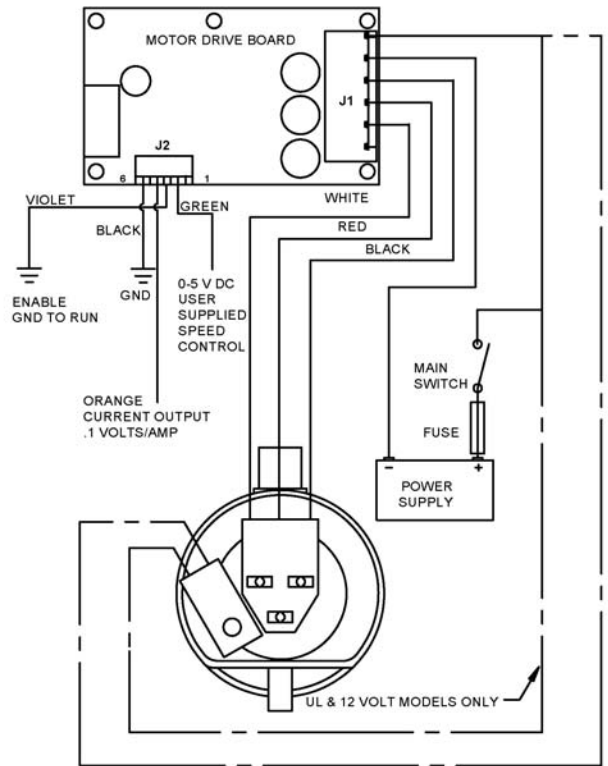 MOTOR DRIVE BOARD
J1
J2
6
1
VIOLET
GREEN
BLACK
WHITE
RED
BLACK
ENABLE
GND TO RUN
GND
0-5 V DC
USER
SUPPLIED
SPEED
CONTROL
ORANGE
CURRENT OUTPUT
.1 VOLTS/AMP
MAIN
SWITCH
FUSE
- +
POWER
SUPPLY
UL & 12 VOLT MODELS ONLY